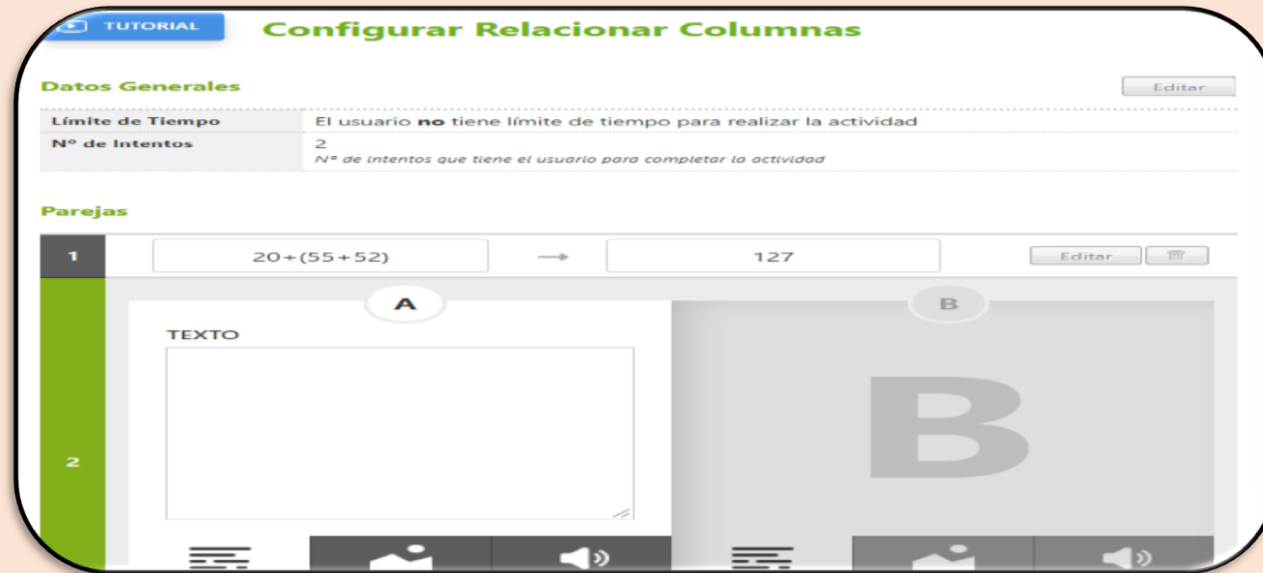 TUTORIAL
Configurar Relacionar Columnas
Datos Generales
Editar
Límite de Tiempo El usuario no tiene límite de tiempo para realizar la actividad
Nº de Intentos 2
Nº de intentos que tiene el usuario para completar la actividad
Parejas
1 20+(55+52) → 127 Editar
A B
TEXTO
B
2